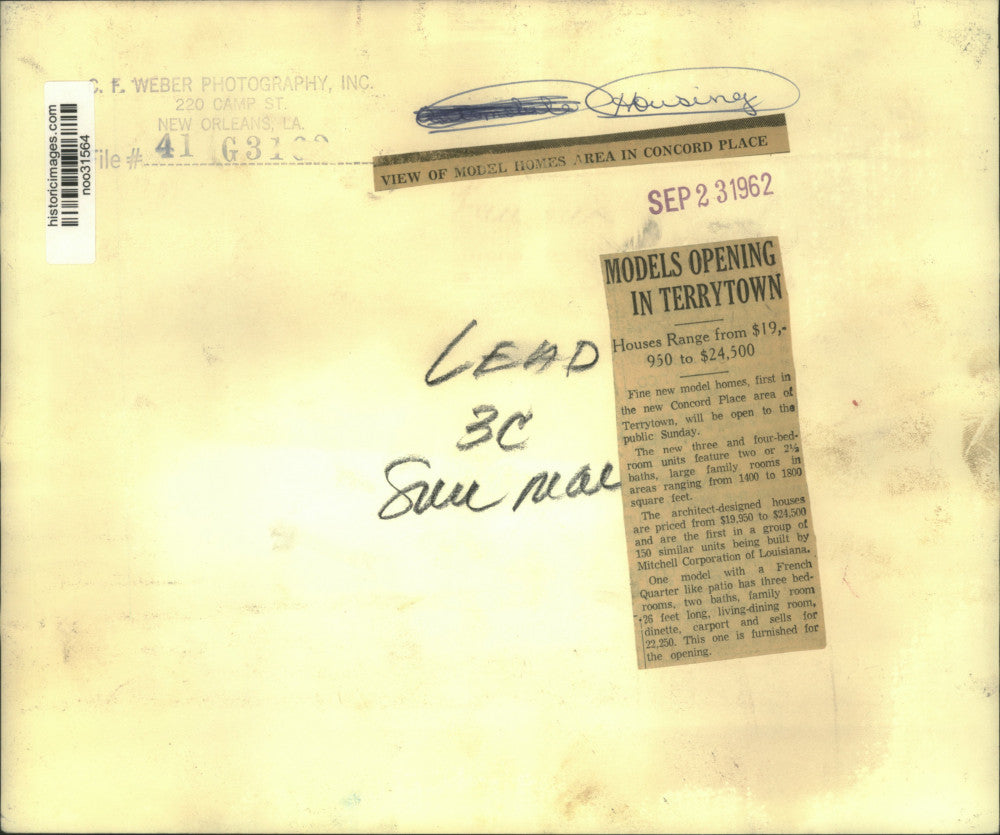 historicimages.com
noo31564
C. F. WEBER PHOTOGRAPHY, INC.
220 CAMP ST.
NEW ORLEANS, LA.
File # 41 G31
Housing
VIEW OF MODEL HOMES AREA IN CONCORD PLACE
SEP 23 1962
MODELS OPENING
IN TERRYTOWN
Houses Range from $19,-
950 to $24,500
Fine new model homes, first in
the new Concord Place area of
Terrytown, will be open to the
public Sunday.
The new three and four-bed-
room units feature two or 2½
baths, large family rooms in
areas ranging from 1400 to 1800
square feet.
The architect-designed houses
are priced from $19,950 to $24,500
and are the first in a group of
150 similar units being built by
Mitchell Corporation of Louisiana.
One model with a French
Quarter like patio has three bed-
rooms, two baths, family room
26 feet long, living-dining room,
dinette, carport and sells for
22,250. This one is furnished for
the opening.
LEAD
3C
Sun